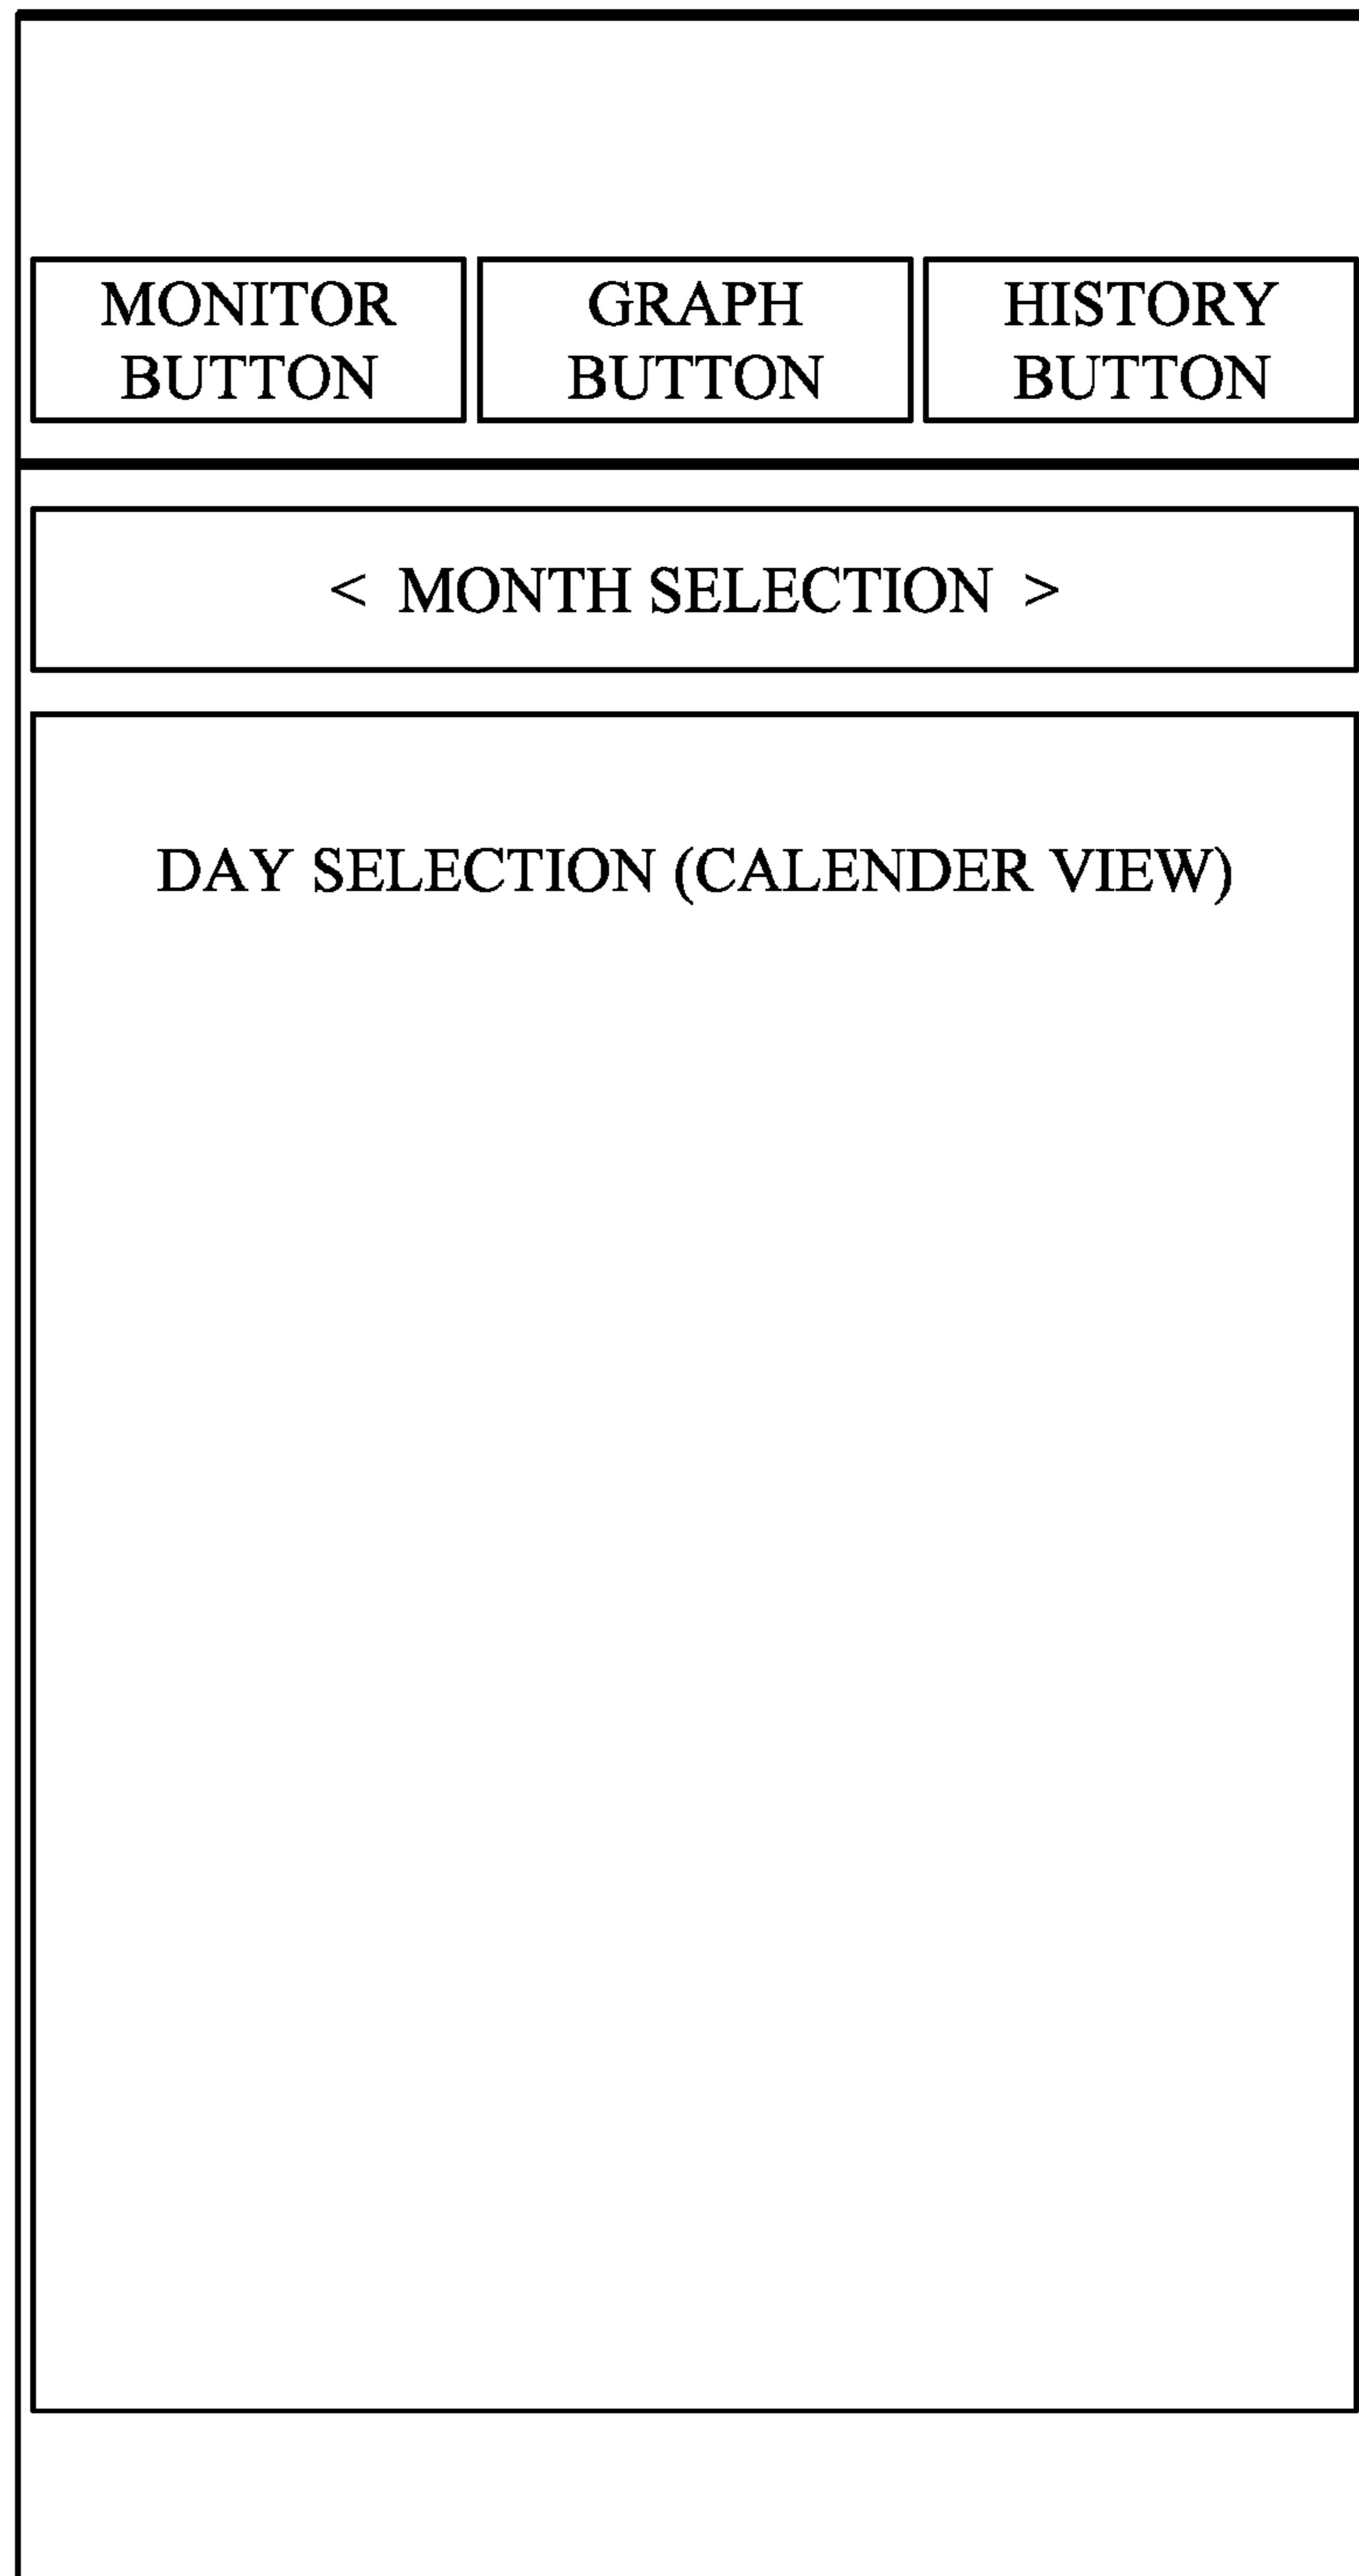 MONITOR
BUTTON
GRAPH
BUTTON
HISTORY
BUTTON
< MONTH SELECTION >
DAY SELECTION (CALENDER VIEW)